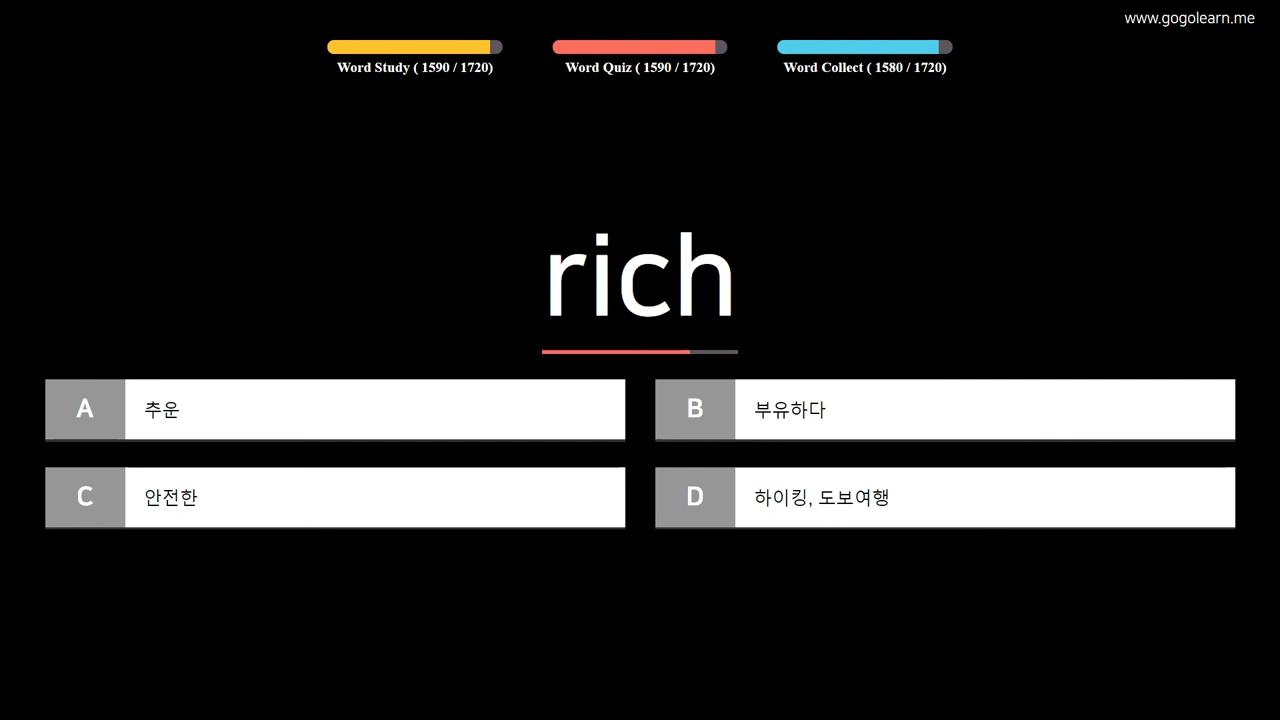 www.gogolearn.me
Word Study ( 1590 / 1720)
Word Quiz ( 1590 / 1720)
Word Collect ( 1580 / 1720)
rich
A 추운
B 부유하다
C 안전한
D 하이킹, 도보여행